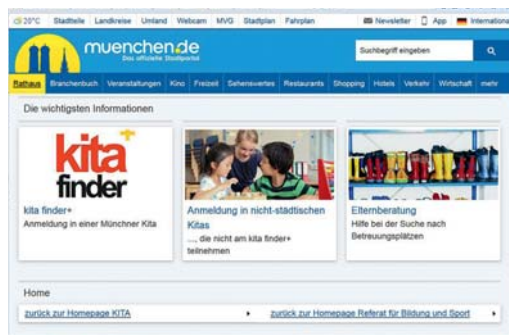 20°C Stadtteile Landkreise Umland Webcam MVG Stadtplan Fahrplan Newsletter App Internationa
muenchen.de
Das offizielle Stadtportal
Suchbegriff eingeben
Rathaus Branchenbuch Veranstaltungen Kino Freizeit Sehenswertes Restaurants Shopping Hotels Verkehr Wirtschaft mehr
Die wichtigsten Informationen
kita
finder+
kita finder+
Anmeldung in einer Münchner Kita
Anmeldung in nicht-städtischen
Kitas
..., die nicht am kita finder+
teilnehmen
Elternberatung
Hilfe bei der Suche nach
Betreuungsplätzen
Home
zurück zur Homepage KITA
zurück zur Homepage Referat für Bildung und Sport